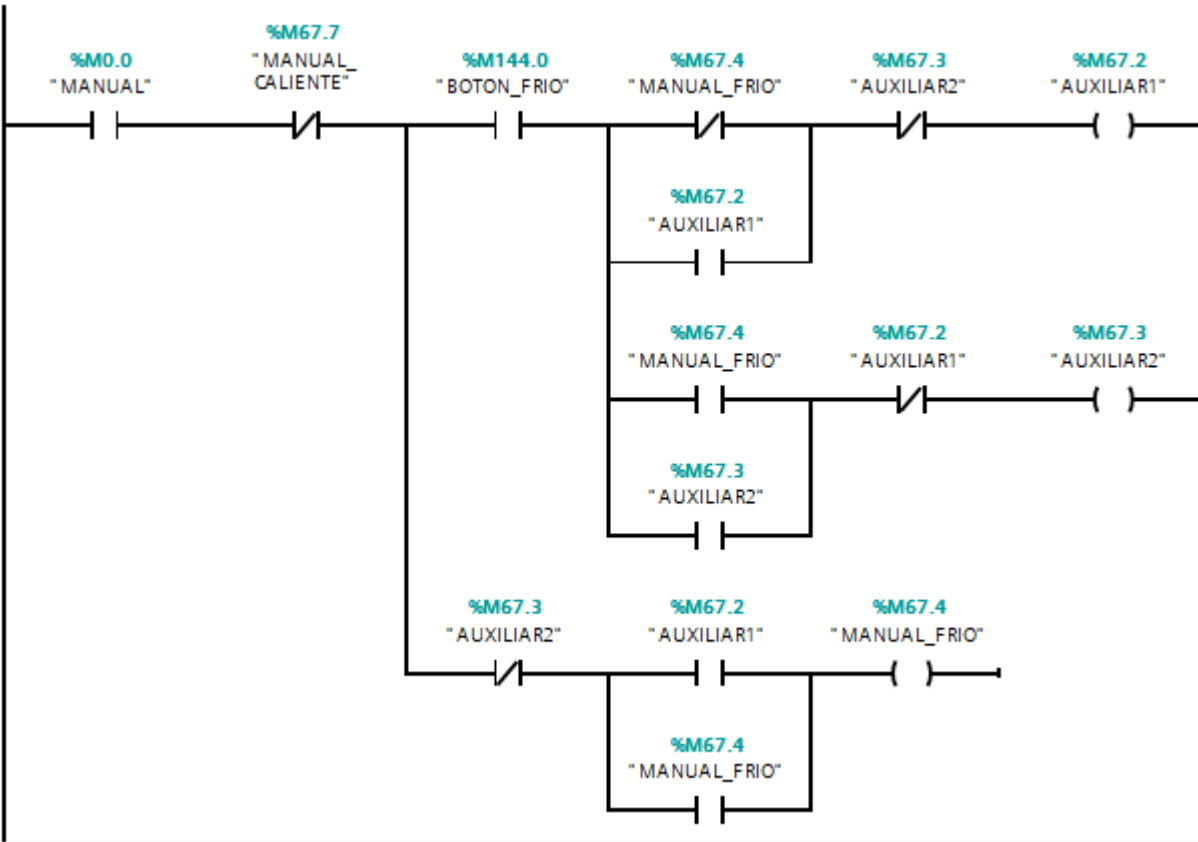 %M0.0
"MANUAL"
%M67.7
"MANUAL_
CALIENTE"
%M144.0
"BOTON_FRIO"
%M67.4
"MANUAL_FRIO"
%M67.3
"AUXILIAR2"
%M67.2
"AUXILIAR1"
%M67.2
"AUXILIAR1"
%M67.4
"MANUAL_FRIO"
%M67.2
"AUXILIAR1"
%M67.3
"AUXILIAR2"
%M67.3
"AUXILIAR2"
%M67.3
"AUXILIAR2"
%M67.2
"AUXILIAR1"
%M67.4
"MANUAL_FRIO"
%M67.4
"MANUAL_FRIO"